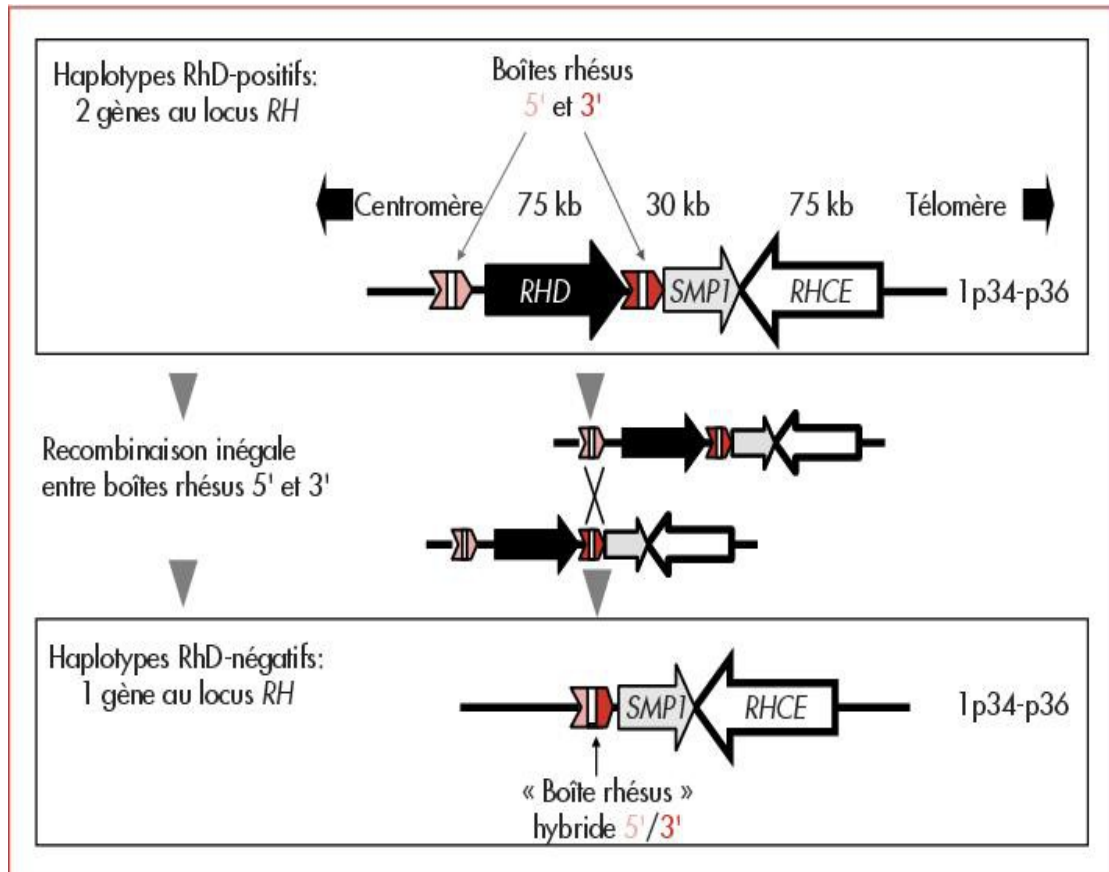 Haplotypes RhD-positifs:
2 gènes au locus RH
Boîtes rhésus
5' et 3'
Centromère 75 kb 30 kb 75 kb Télomère
RHD SMP1 RHCE 1p34-p36
Recombinaison inégale
entre boîtes rhésus 5' et 3'
Haplotypes RhD-négatifs:
1 gène au locus RH
SMP1 RHCE 1p34-p36
« Boîte rhésus »
hybride 5'/3'